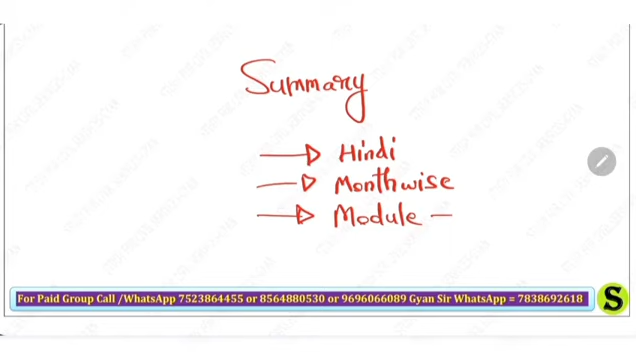 Summary
Hindi
Monthwise
Module –
For Paid Group Call /WhatsApp 7523864455 or 8564880530 or 9696066089 Gyan Sir WhatsApp = 7838692618
S